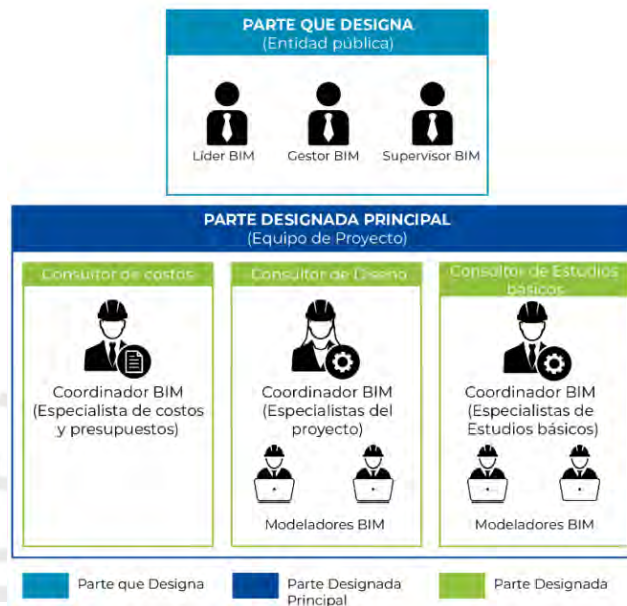 PARTE QUE DESIGNA
(Entidad pública)
Líder BIM
Gestor BIM
Supervisor BIM
PARTE DESIGNADA PRINCIPAL
(Equipo de Proyecto)
Consultor de costos
Coordinador BIM
(Especialista de costos
y presupuestos)
Consultor de Diseño
Coordinador BIM
(Especialistas del
proyecto)
Modeladores BIM
Consultor de Estudios
básicos
Coordinador BIM
(Especialistas de
Estudios básicos)
Modeladores BIM
Parte que Designa
Parte Designada
Principal
Parte Designada